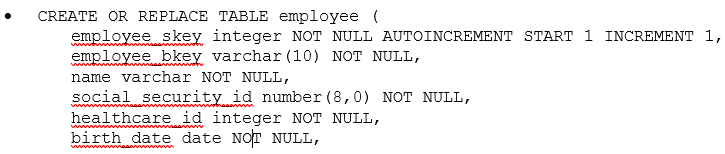 • CREATE OR REPLACE TABLE employee (
employee_skey integer NOT NULL AUTOINCREMENT START 1 INCREMENT 1,
employee_bkey varchar(10) NOT NULL,
name varchar NOT NULL,
social_security_id number(8,0) NOT NULL,
healthcare_id integer NOT NULL,
birth_date date NOT NULL,